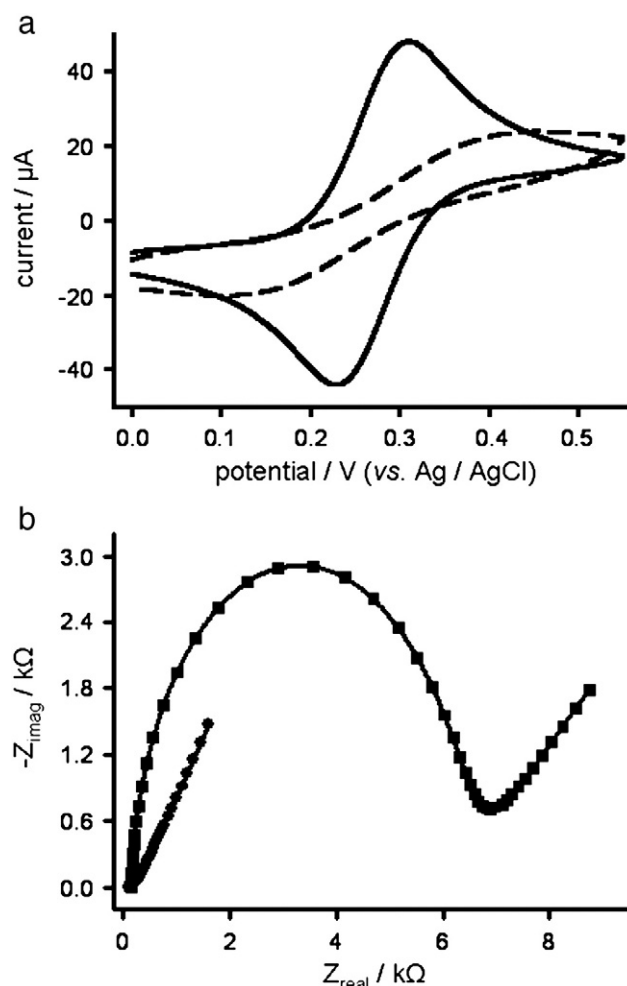 a
40
20
0
-20
-40
current / µA
0.0 0.1 0.2 0.3 0.4 0.5
potential / V (vs. Ag / AgCl)
b
3.0
2.4
1.8
1.2
0.6
0.0
-Zimag / kΩ
0 2 4 6 8
Zreal / kΩ